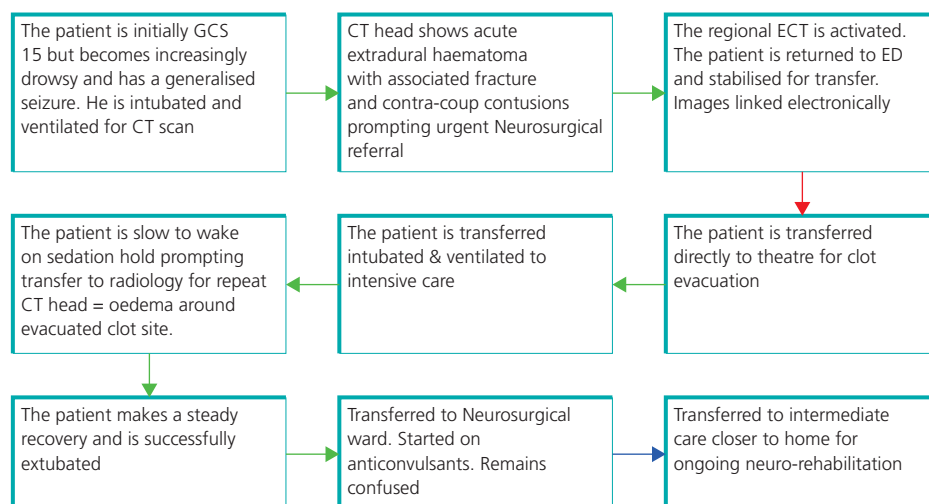 The patient is initially GCS
15 but becomes increasingly
drowsy and has a generalised
seizure. He is intubated and
ventilated for CT scan
CT head shows acute
extradural haematoma
with associated fracture
and contra-coup contusions
prompting urgent Neurosurgical
referral
The regional ECT is activated.
The patient is returned to ED
and stabilised for transfer.
Images linked electronically
The patient is transferred
directly to theatre for clot
evacuation
The patient is transferred
intubated & ventilated to
intensive care
The patient is slow to wake
on sedation hold prompting
transfer to radiology for repeat
CT head = oedema around
evacuated clot site.
The patient makes a steady
recovery and is successfully
extubated
Transferred to Neurosurgical
ward. Started on
anticonvulsants. Remains
confused
Transferred to intermediate
care closer to home for
ongoing neuro-rehabilitation